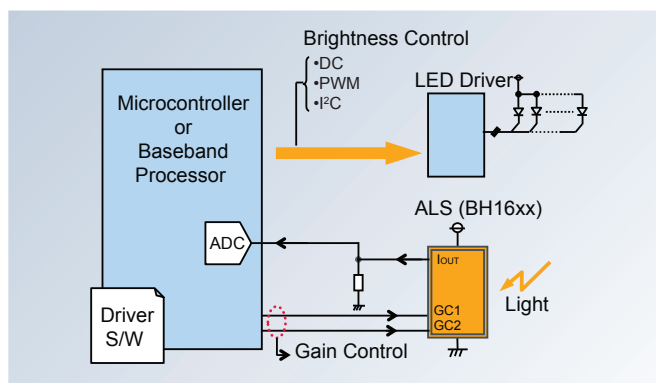 Brightness Control
•DC
•PWM
•I²C
LED Driver
Microcontroller
or
Baseband
Processor
ALS (BH16xx)
ADC
IOUT
Light
GC1
GC2
Driver
S/W
Gain Control